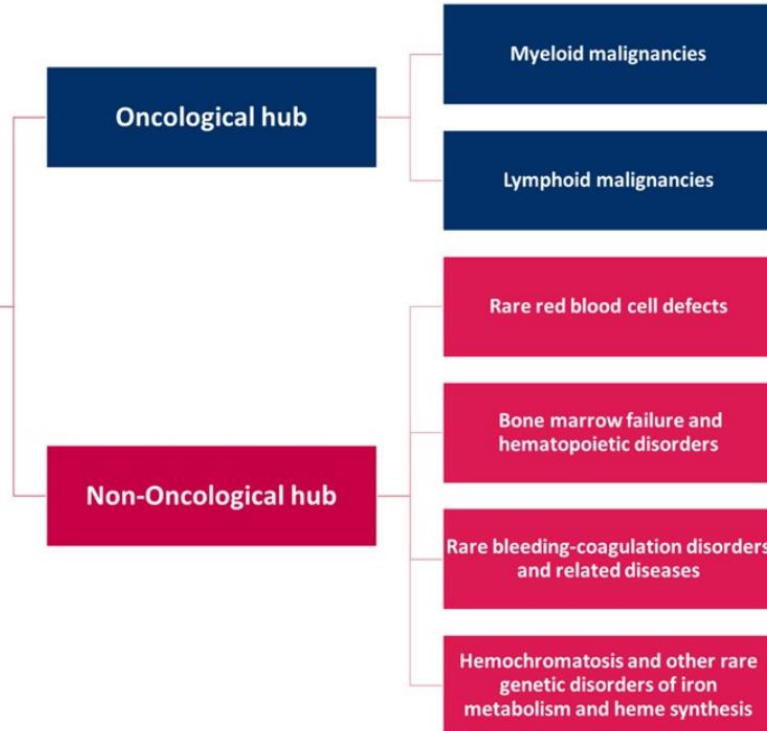 Oncological hub
Myeloid malignancies
Lymphoid malignancies
Non-Oncological hub
Rare red blood cell defects
Bone marrow failure and
hematopoietic disorders
Rare bleeding-coagulation disorders
and related diseases
Hemochromatosis and other rare
genetic disorders of iron
metabolism and heme synthesis